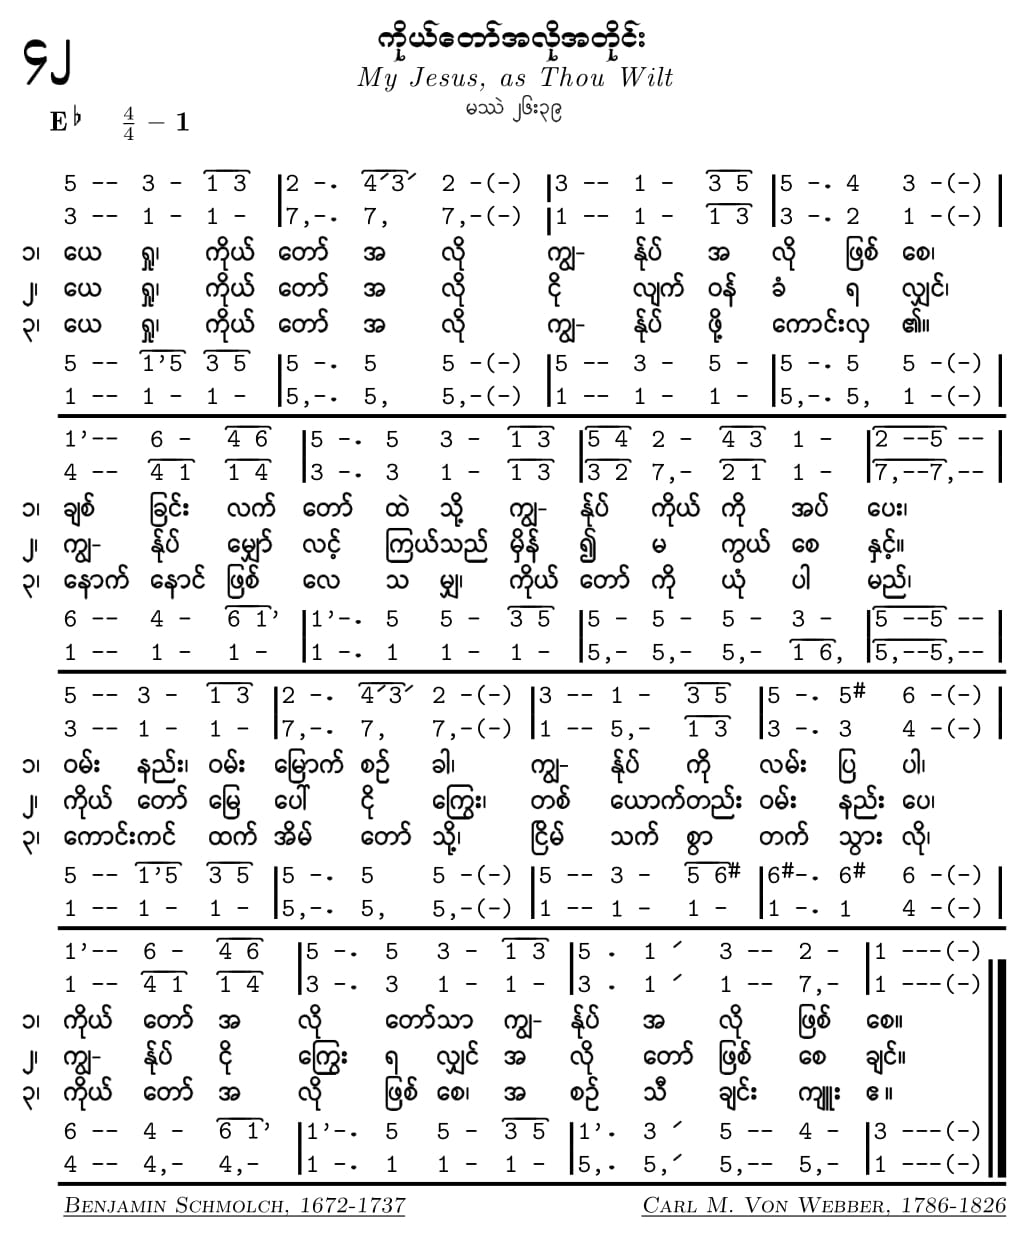 ၄၂
ကိုယ်တော်အလိုအတိုင်း
My Jesus, as Thou Wilt
မဿဲ ၂၆း၃၉
E♭ 4/4 – 1
5 -- 3 - 1 3 |2 -. 4´3´ 2 -(-) |3 -- 1 - 3 5 |5 -. 4 3 -(-) |
3 -- 1 - 1 - |7,-. 7, 7,-(-) |1 -- 1 - 1 3 |3 -. 2 1 -(-) |
၁၊ ယေ ရှု၊ ကိုယ် တော် အ လို ကျွ- န်ုပ် အ လို ဖြစ် စေ၊
၂၊ ယေ ရှု၊ ကိုယ် တော် အ လို ငို လျက် ဝန် ခံ ရ လျှင်၊
၃၊ ယေ ရှု၊ ကိုယ် တော် အ လို ကျွ- န်ုပ် ဖို့ ကောင်းလှ ၏။
5 -- 1’5 3 5 |5 -. 5 5 -(-) |5 -- 3 - 5 - |5 -. 5 5 -(-) |
1 -- 1 - 1 - |5,-. 5, 5,-(-) |1 -- 1 - 1 - |5,-. 5, 1 -(-) |
1’-- 6 - 4 6 |5 -. 5 3 - 1 3 |5 4 2 - 4 3 1 - |2 --5 -- |
4 -- 4 1 1 4 |3 -. 3 1 - 1 3 |3 2 7,- 2 1 1 - |7,--7,-- |
၁၊ ချစ် ခြင်း လက် တော် ထဲ သို့ ကျွ- န်ုပ် ကိုယ် ကို အပ် ပေး၊
၂၊ ကျွ- န်ုပ် မျှော် လင့် ကြယ်သည် မှိန် ၍ မ ကွယ် စေ နှင့်။
၃၊ နောက် နောင် ဖြစ် လေ သ မျှ၊ ကိုယ် တော် ကို ယုံ ပါ မည်၊
6 -- 4 - 6 1’ |1’-. 5 5 - 3 5 |5 - 5 - 5 - 3 - |5 --5 -- |
1 -- 1 - 1 - |1 -. 1 1 - 1 - |5,- 5,- 5,- 1 6, |5,--5,-- |
5 -- 3 - 1 3 |2 -. 4´3´ 2 -(-) |3 -- 1 - 3 5 |5 -. 5# 6 -(-) |
3 -- 1 - 1 - |7,-. 7, 7,-(-) |1 -- 5,- 1 3 |3 -. 3 4 -(-) |
၁၊ ဝမ်း နည်း၊ ဝမ်း မြောက် စဉ် ခါ၊ ကျွ- န်ုပ် ကို လမ်း ပြ ပါ၊
၂၊ ကိုယ် တော် မြေ ပေါ် ငို ကြွေး၊ တစ် ယောက်တည်း ဝမ်း နည်း ပေ၊
၃၊ ကောင်းကင် ထက် အိမ် တော် သို့၊ ငြိမ် သက် စွာ တက် သွား လို၊
5 -- 1’5 3 5 |5 -. 5 5 -(-) |5 -- 3 - 5 6# |6#-. 6# 6 -(-) |
1 -- 1 - 1 - |5,-. 5, 5,-(-) |1 -- 1 - 1 - |1 -. 1 4 -(-) |
1’-- 6 - 4 6 |5 -. 5 3 - 1 3 |5 . 1 ´ 3 -- 2 - |1 ---(-)
1 -- 4 1 1 4 |3 -. 3 1 - 1 - |3 . 1 ´ 1 -- 7,- |1 ---(-)
၁၊ ကိုယ် တော် အ လို တော်သာ ကျွ- န်ုပ် အ လို ဖြစ် စေ။
၂၊ ကျွ- န်ုပ် ငို ကြွေး ရ လျှင် အ လို တော် ဖြစ် စေ ချင်။
၃၊ ကိုယ် တော် အ လို ဖြစ် စေ၊ အ စဉ် သီ ချင်း ကျူး ဧ ။
6 -- 4 - 6 1’ |1’-. 5 5 - 3 5 |1’. 3 ´ 5 -- 4 - |3 ---(-)
4 -- 4,- 4,- |1 -. 1 1 - 1 - |5,. 5,´ 5,-- 5,- |1 ---(-)
Benjamin Schmolch, 1672-1737
Carl M. Von Webber, 1786-1826